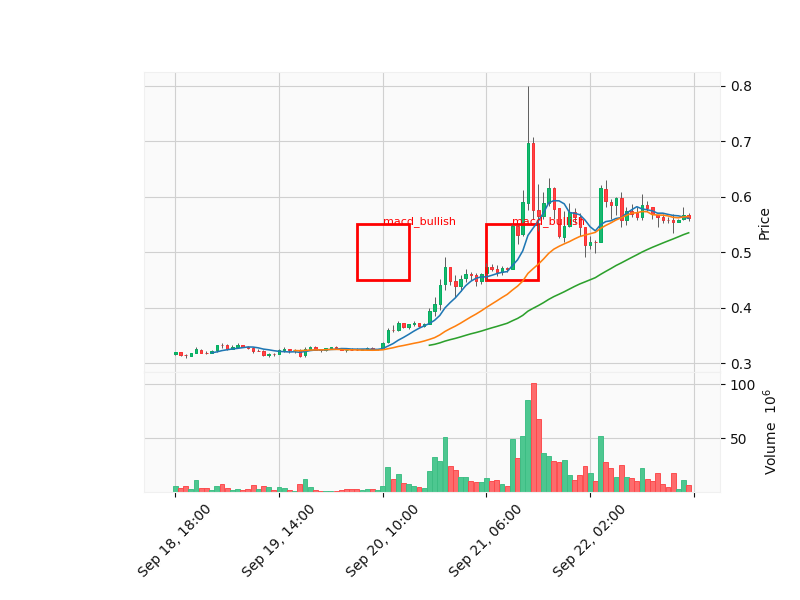 0.8
0.7
macd_bullish macd_bullish
0.6
0.5
0.4
0.3
Price
100
50
Volume 10⁶
Sep 18, 18:00
Sep 19, 14:00
Sep 20, 10:00
Sep 21, 06:00
Sep 22, 02:00